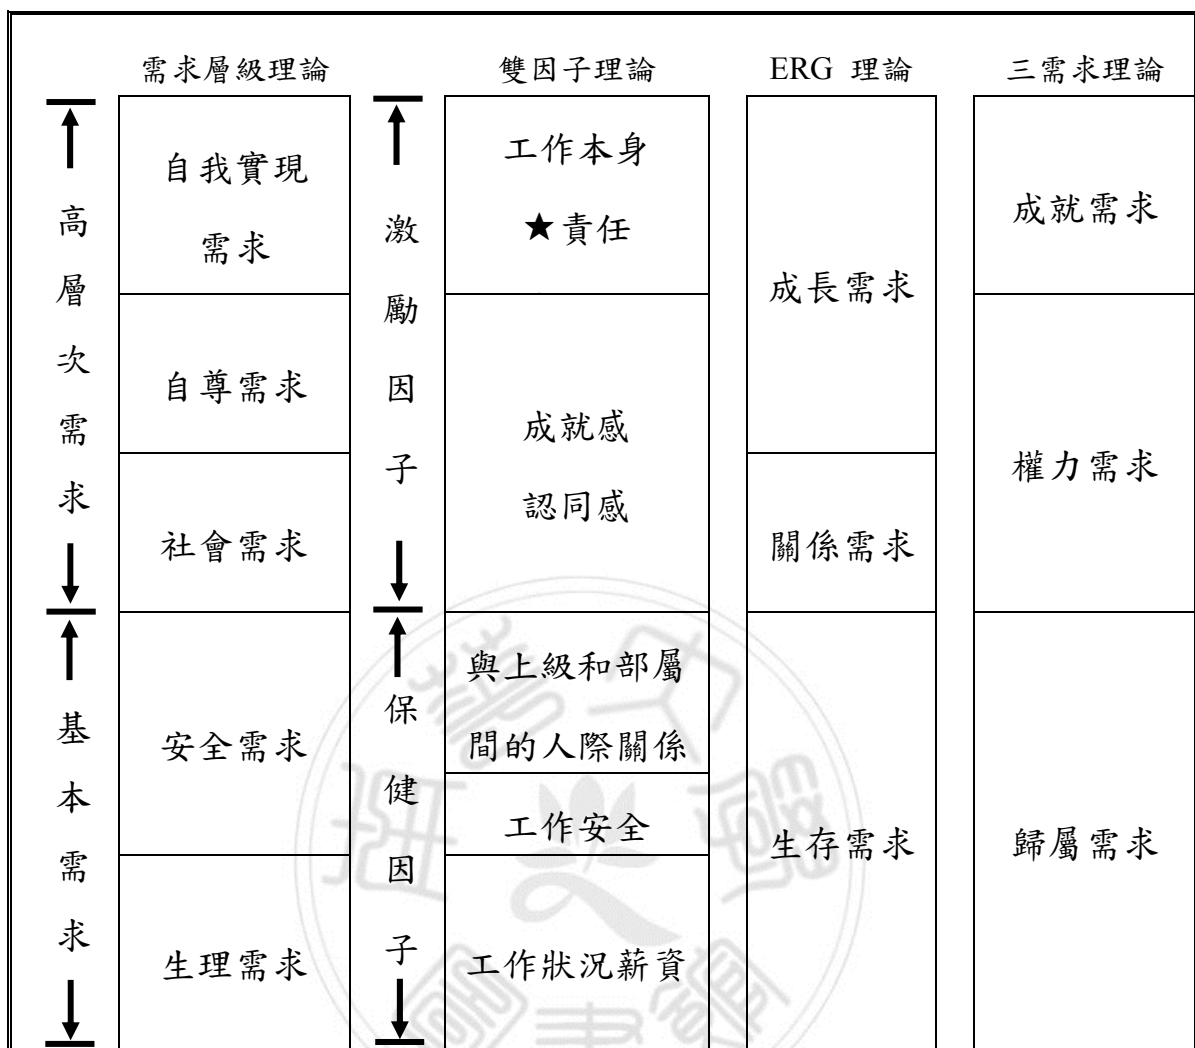 需求層級理論
雙因子理論
ERG 理論
三需求理論
高層次需求
基本需求
自我實現
需求
自尊需求
社會需求
安全需求
生理需求
激勵因子
保健因子
工作本身
★責任
成就感
認同感
與上級和部屬
間的人際關係
工作安全
工作狀況薪資
成長需求
關係需求
生存需求
成就需求
權力需求
歸屬需求